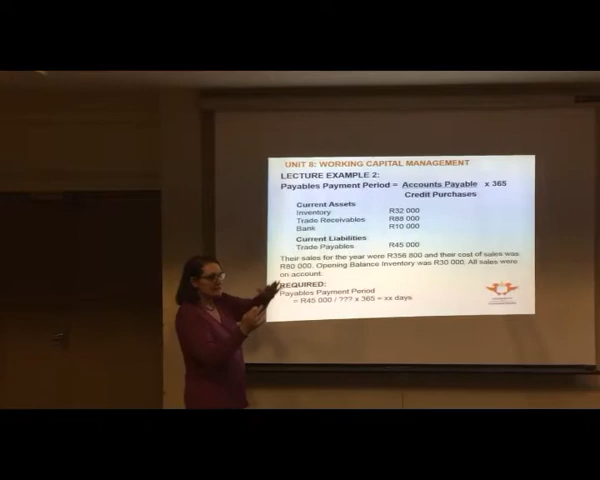 UNIT 8: WORKING CAPITAL MANAGEMENT
LECTURE EXAMPLE 2:
Payables Payment Period = Accounts Payable x 365
Credit Purchases
Current Assets
Inventory R32 000
Trade Receivables R88 000
Bank R10 000
Current Liabilities
Trade Payables R45 000
Their sales for the year were R356 800 and their cost of sales was
R80 000. Opening Balance Inventory was R30 000. All sales were
on account.
REQUIRED:
Payables Payment Period
= R45 000 / ??? x 365 = xx days